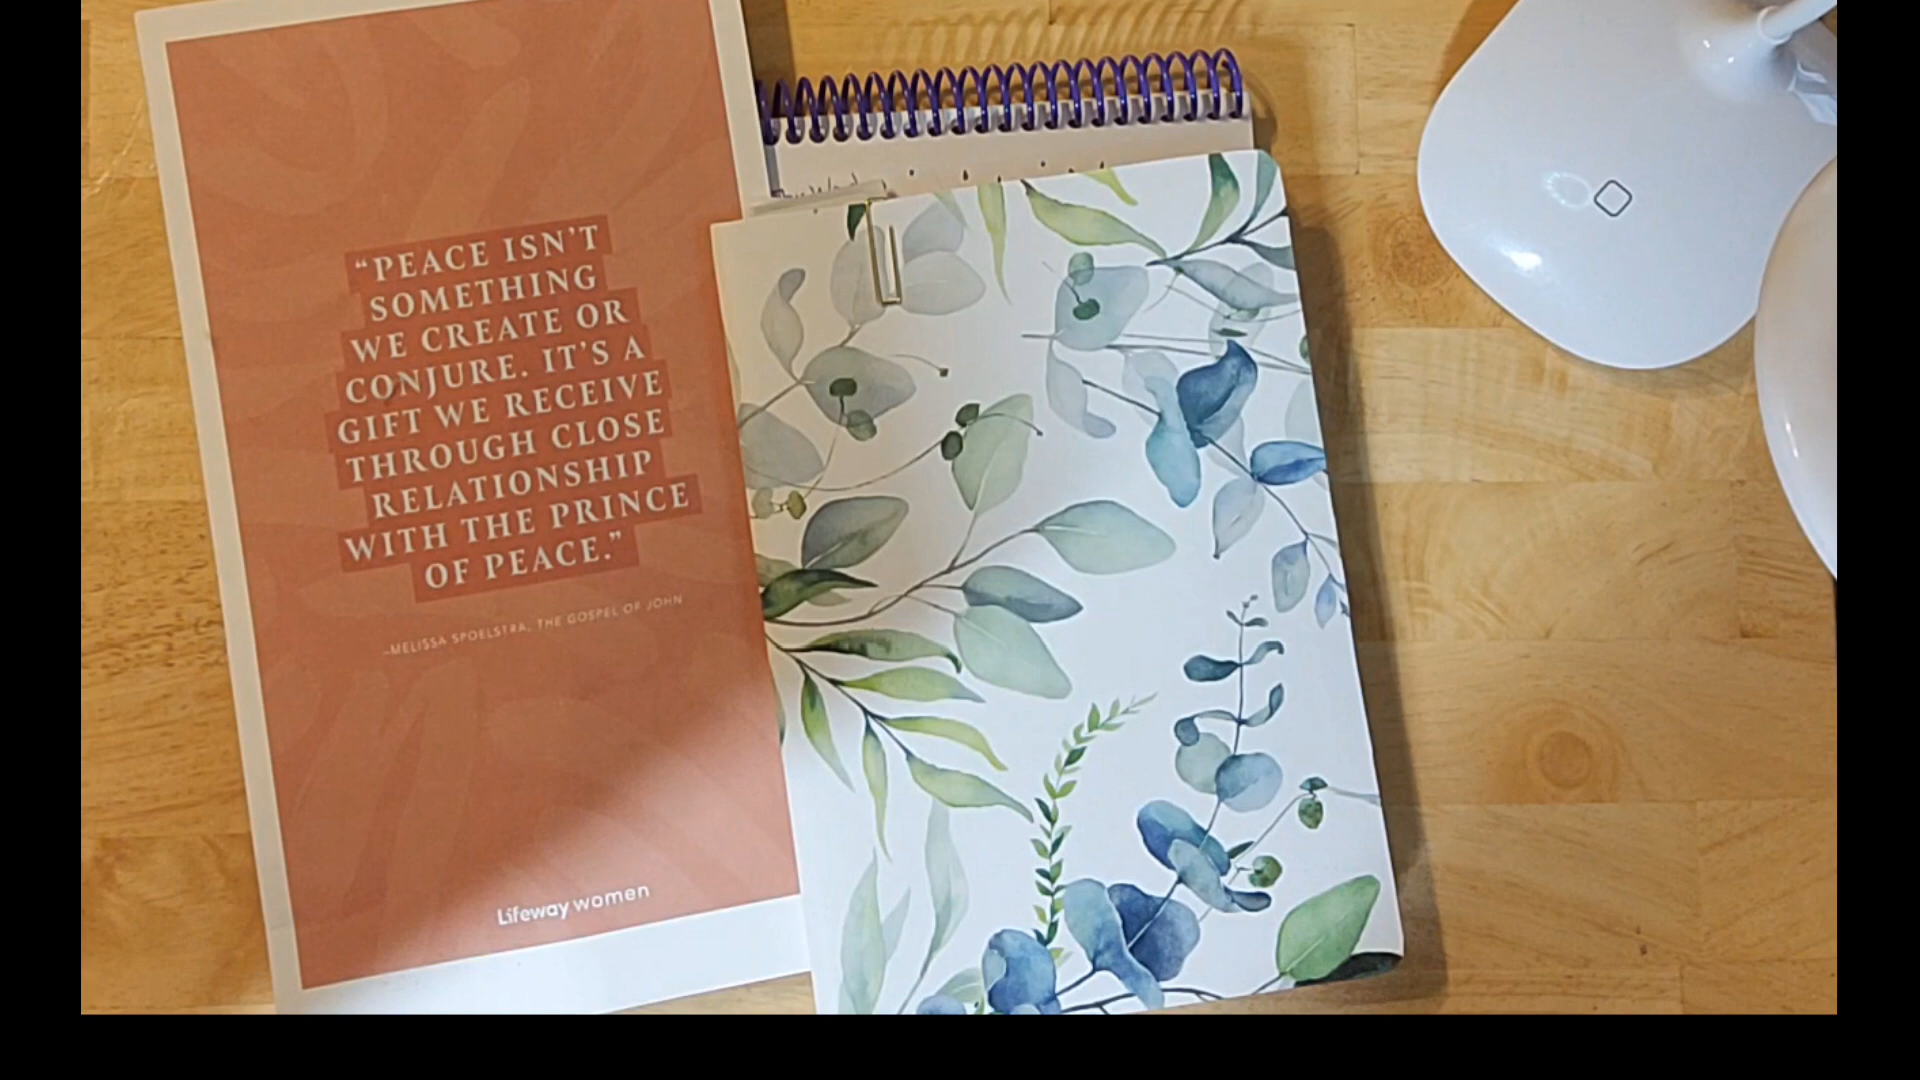 “PEACE ISN’T
SOMETHING
WE CREATE OR
CONJURE. IT’S A
GIFT WE RECEIVE
THROUGH CLOSE
RELATIONSHIP
WITH THE PRINCE
OF PEACE.”
–MELISSA SPOELSTRA, THE GOSPEL OF JOHN
Lifeway women